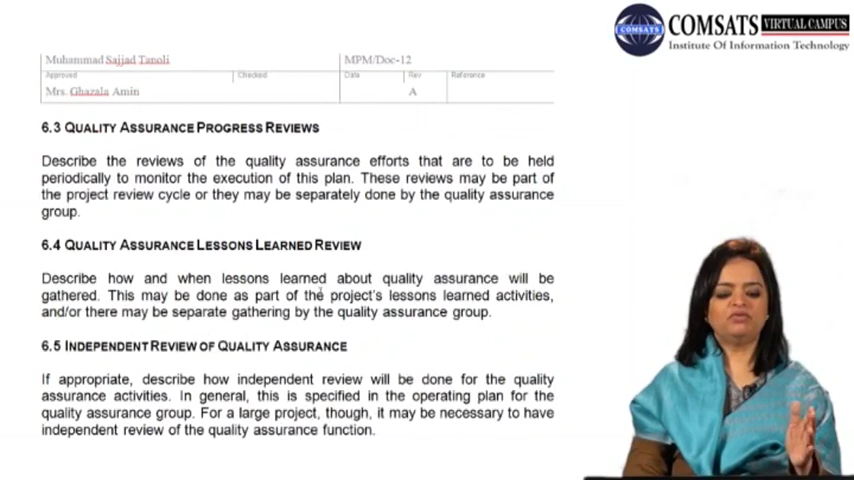 COMSATS VIRTUAL CAMPUS
COMSATS
Institute Of Information Technology
Muhammad Sajjad Tanoli MPM/Doc-12
Approved Checked Date Rev Reference
Mrs. Ghazala Amin A
6.3 QUALITY ASSURANCE PROGRESS REVIEWS
Describe the reviews of the quality assurance efforts that are to be held
periodically to monitor the execution of this plan. These reviews may be part of
the project review cycle or they may be separately done by the quality assurance
group.
6.4 QUALITY ASSURANCE LESSONS LEARNED REVIEW
Describe how and when lessons learned about quality assurance will be
gathered. This may be done as part of the project's lessons learned activities,
and/or there may be separate gathering by the quality assurance group.
6.5 INDEPENDENT REVIEW OF QUALITY ASSURANCE
If appropriate, describe how independent review will be done for the quality
assurance activities. In general, this is specified in the operating plan for the
quality assurance group. For a large project, though, it may be necessary to have
independent review of the quality assurance function.